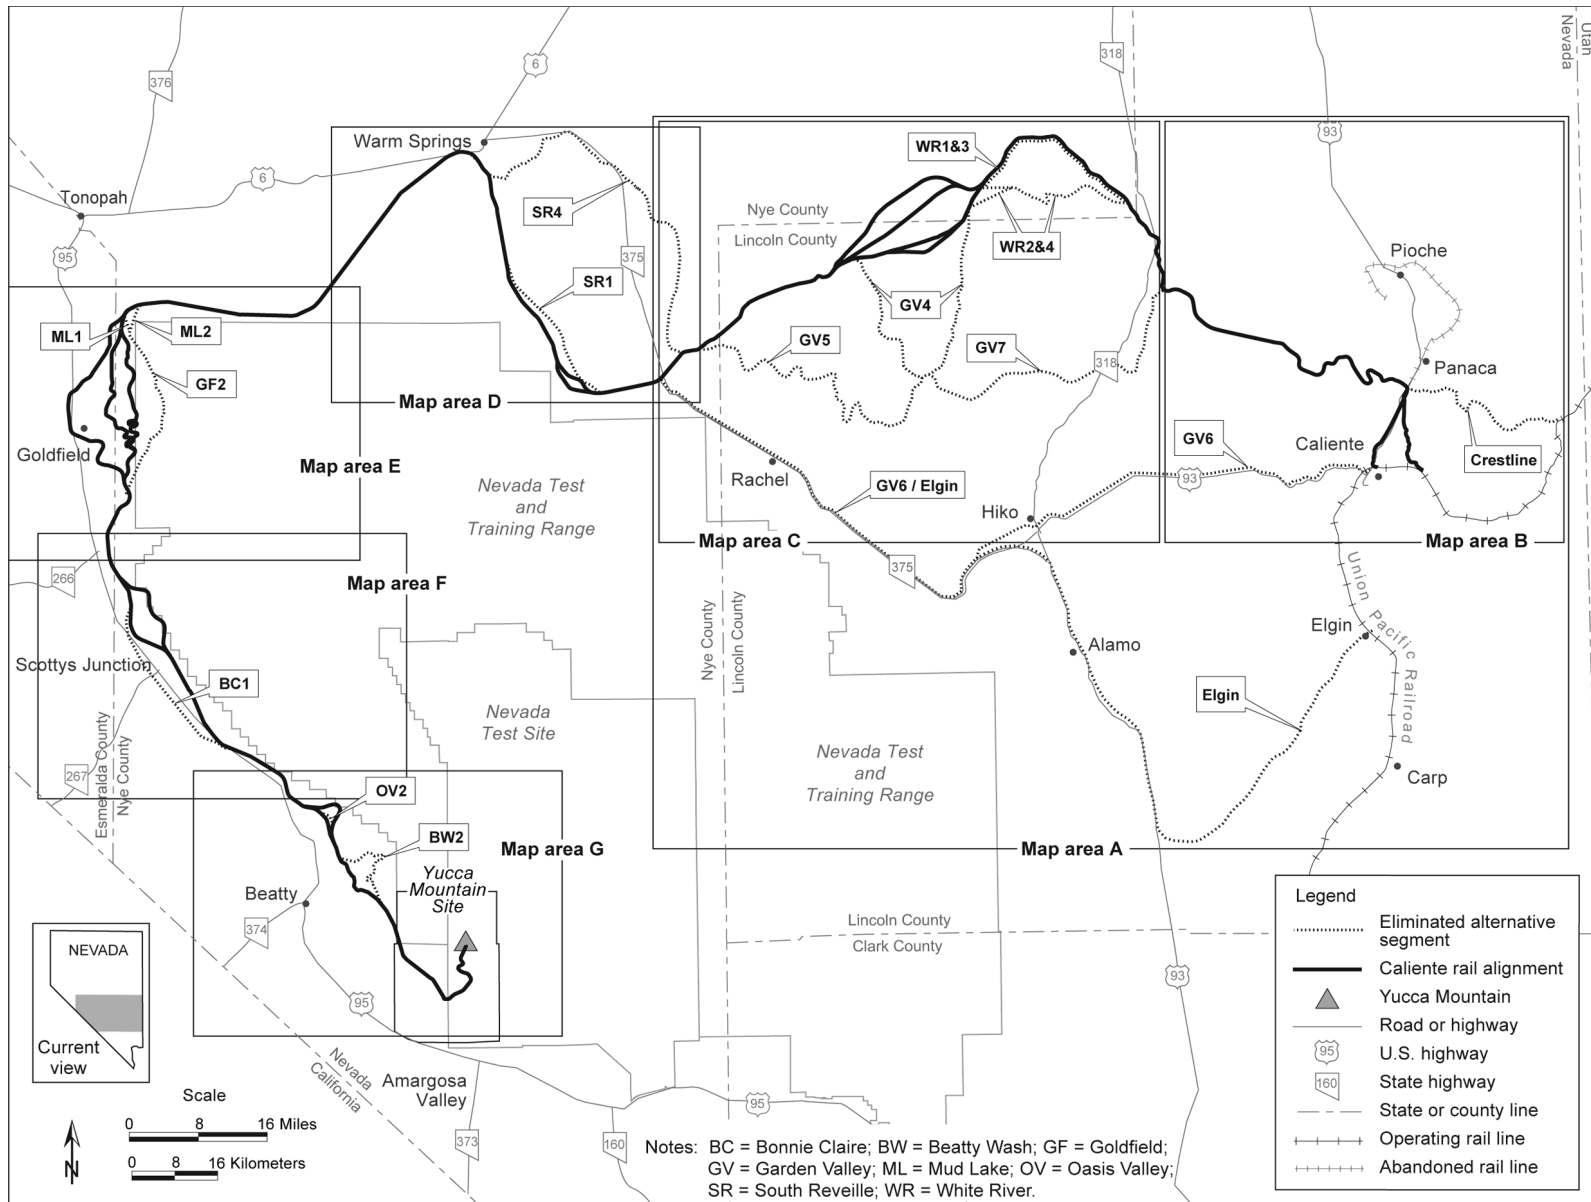 Utah
Nevada
376
6
318
93
Warm Springs
WR1&3
Tonopah
6
SR4
Nye County
Lincoln County
WR2&4
95
375
Pioche
SR1
GV4
ML1
ML2
GV5
GV7
318
Panaca
GF2
Map area D
Goldfield
Map area E
GV6
Caliente
Crestline
Nevada Test
and
Training Range
Rachel
GV6 / Elgin
93
Hiko
Map area C
Map area B
266
Map area F
375
Union Pacific Railroad
Nye County
Lincoln County
Elgin
Alamo
Scottys Junction
BC1
Elgin
Nevada
Test Site
Esmeralda County
Nye County
267
Nevada Test
and
Training Range
Carp
OV2
BW2
Map area G
Map area A
Yucca
Mountain
Site
Beatty
374
Lincoln County
Clark County
95
93
NEVADA
Current
view
Nevada
California
Amargosa
Valley
95
373
160
Scale
0 8 16 Miles
0 8 16 Kilometers
N
Legend
Eliminated alternative
segment
Caliente rail alignment
Yucca Mountain
Road or highway
95 U.S. highway
160 State highway
State or county line
Operating rail line
Abandoned rail line
Notes: BC = Bonnie Claire; BW = Beatty Wash; GF = Goldfield;
GV = Garden Valley; ML = Mud Lake; OV = Oasis Valley;
SR = South Reveille; WR = White River.